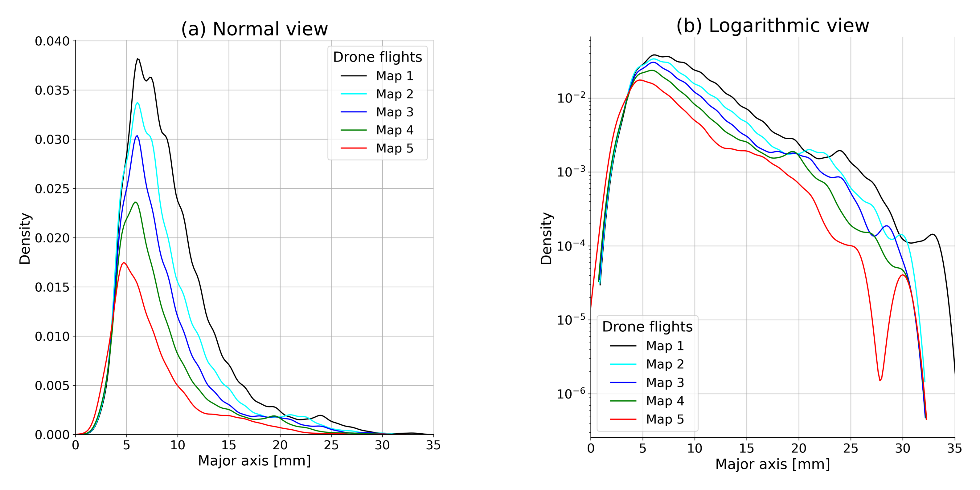 (a) Normal view
0.040
0.035
0.030
0.025
0.020
0.015
0.010
0.005
0.000
Density
Drone flights
Map 1
Map 2
Map 3
Map 4
Map 5
0 5 10 15 20 25 30 35
Major axis [mm]
(b) Logarithmic view
10⁻²
10⁻³
10⁻⁴
10⁻⁵
10⁻⁶
Density
Drone flights
Map 1
Map 2
Map 3
Map 4
Map 5
0 5 10 15 20 25 30 35
Major axis [mm]